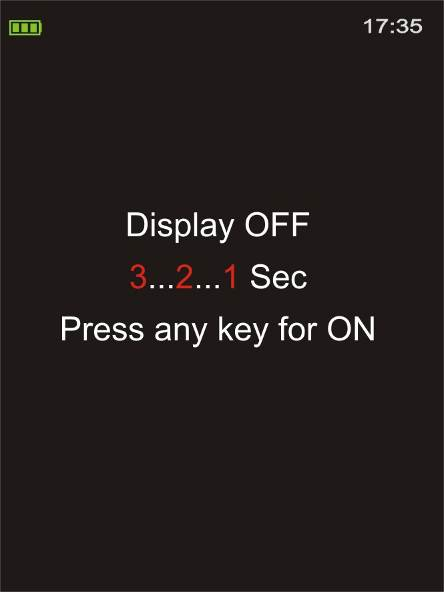 17:35
Display OFF
3...2...1 Sec
Press any key for ON